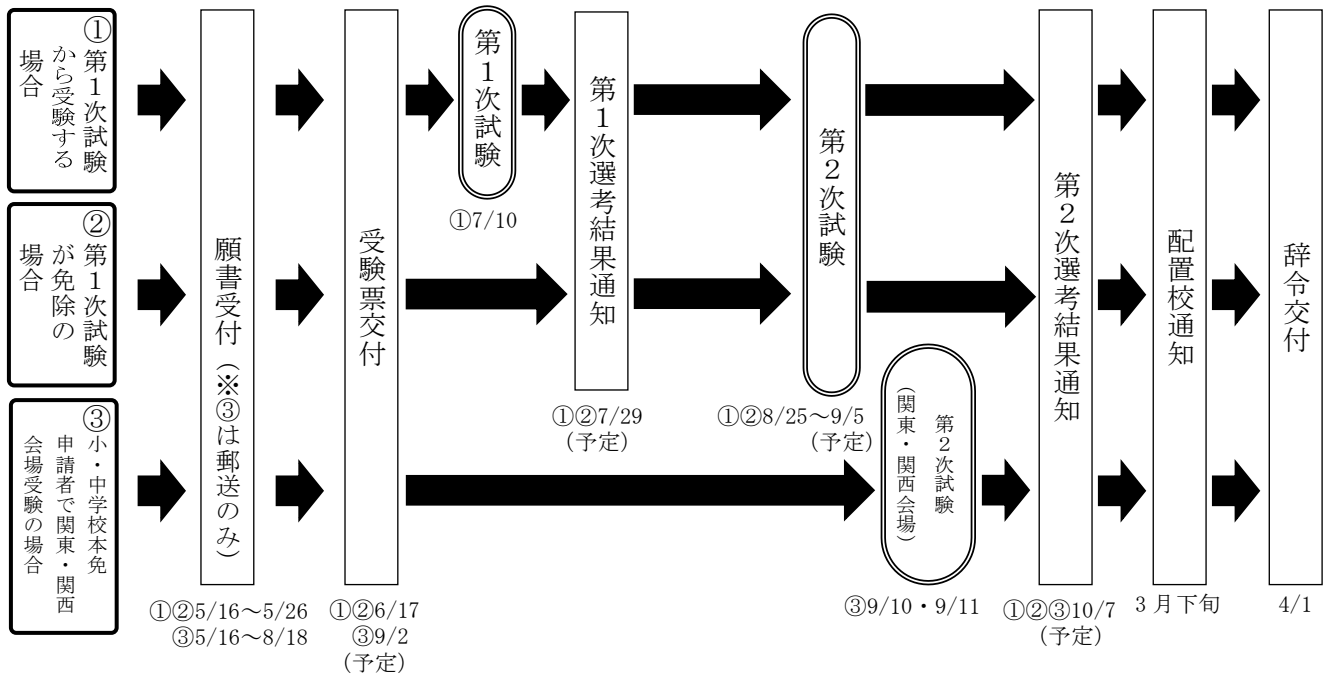 ①第１次試験
から受験する
場合
②第１次試験
が免除の
場合
③小・中学校本免
申請者で関東・関西
会場受験の場合
願書受付（※③は郵送のみ）
①②5/16～5/26
③5/16～8/18
受験票交付
①②6/17
③9/2
（予定）
第１次試験
①7/10
第１次選考結果通知
①②7/29
（予定）
第２次試験
①②8/25～9/5
（予定）
第２次試験
（関東・関西会場）
③9/10・9/11
第２次選考結果通知
①②③10/7
（予定）
配置校通知
３月下旬
辞令交付
4/1